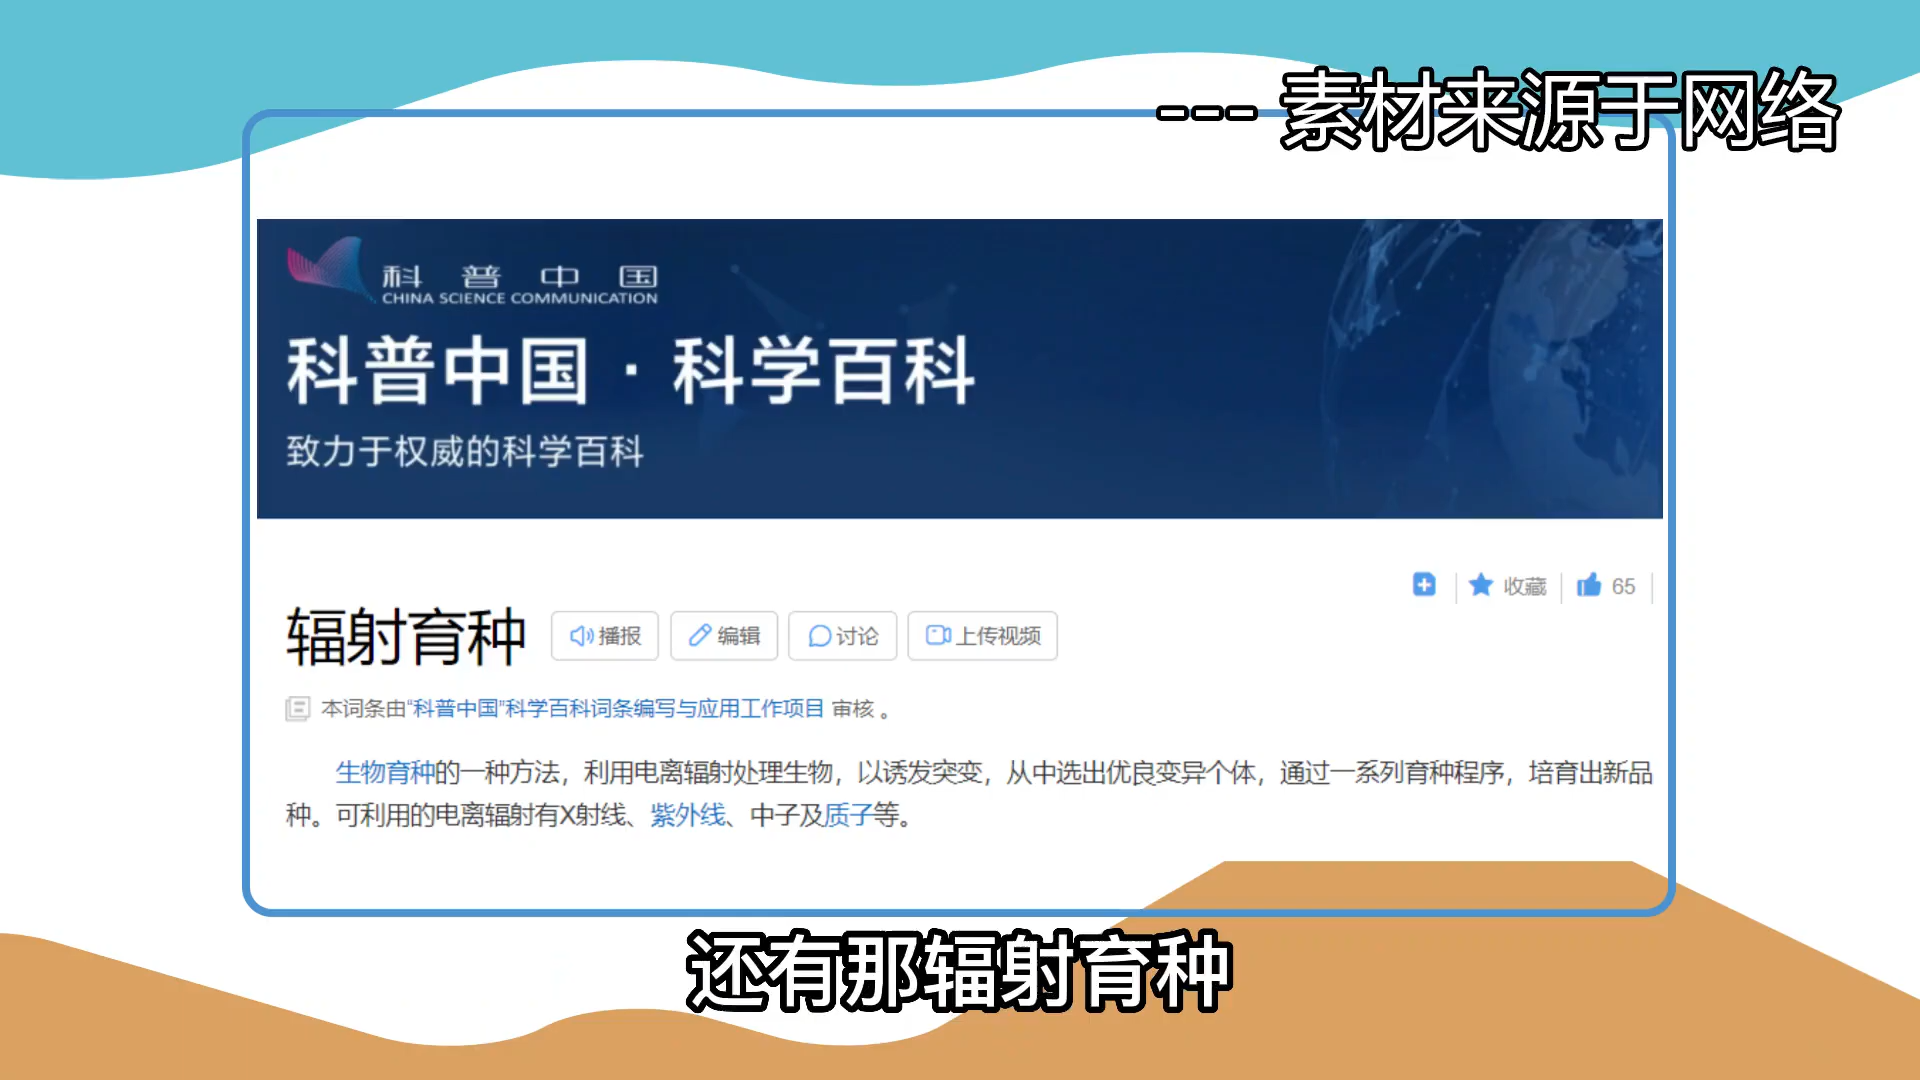 --- 素材来源于网络
科普中国
CHINA SCIENCE COMMUNICATION
科普中国·科学百科
致力于权威的科学百科
收藏 65
辐射育种 播报 编辑 讨论 上传视频
本词条由“科普中国”科学百科词条编写与应用工作项目 审核 。
生物育种的一种方法，利用电离辐射处理生物，以诱发突变，从中选出优良变异个体，通过一系列育种程序，培育出新品
种。可利用的电离辐射有X射线、紫外线、中子及质子等。
还有那辐射育种